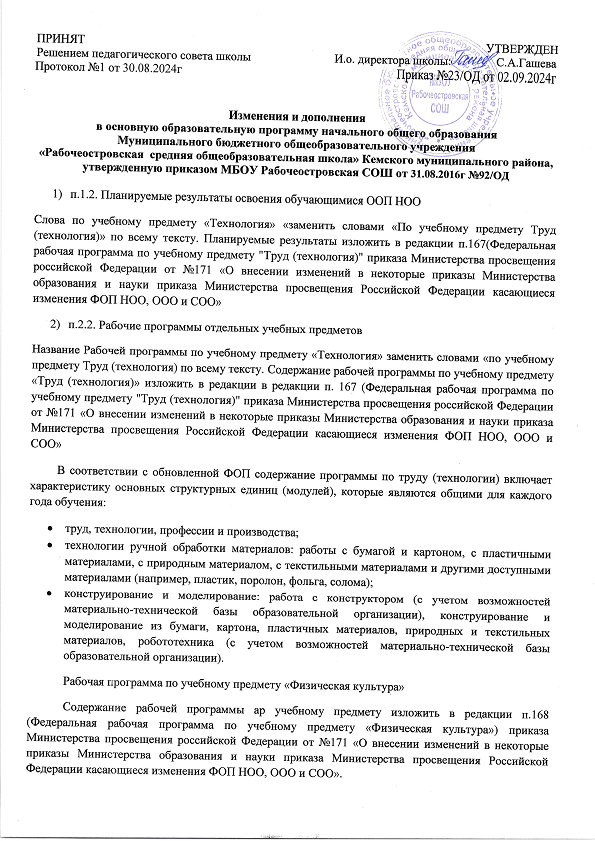 ПРИНЯТ
УТВЕРЖДЕН
Решением педагогического совета школы
И.о. директора школы: С.А.Гашева
Протокол №1 от 30.08.2024г
Приказ №23/ОД от 02.09.2024г
Рабочеостровская
СОШ
Изменения и дополнения
в основную образовательную программу начального общего образования
Муниципального бюджетного общеобразовательного учреждения
«Рабочеостровская средняя общеобразовательная школа» Кемского муниципального района,
утвержденную приказом МБОУ Рабочеостровская СОШ от 31.08.2016г №92/ОД
1) п.1.2. Планируемые результаты освоения обучающимися ООП НОО
Слова по учебному предмету «Технология» «заменить словами «По учебному предмету Труд
(технология)» по всему тексту. Планируемые результаты изложить в редакции п.167(Федеральная
рабочая программа по учебному предмету "Труд (технология)" приказа Министерства просвещения
российской Федерации от №171 «О внесении изменений в некоторые приказы Министерства
образования и науки приказа Министерства просвещения Российской Федерации касающиеся
изменения ФОП НОО, ООО и СОО»
2) п.2.2. Рабочие программы отдельных учебных предметов
Название Рабочей программы по учебному предмету «Технология» заменить словами «по учебному
предмету Труд (технология) по всему тексту. Содержание рабочей программы по учебному предмету
«Труд (технология)» изложить в редакции в редакции п. 167 (Федеральная рабочая программа по
учебному предмету "Труд (технология)" приказа Министерства просвещения российской Федерации
от №171 «О внесении изменений в некоторые приказы Министерства образования и науки приказа
Министерства просвещения Российской Федерации касающиеся изменения ФОП НОО, ООО и
СОО»
В соответствии с обновленной ФОП содержание программы по труду (технологии) включает
характеристику основных структурных единиц (модулей), которые являются общими для каждого
года обучения:
• труд, технологии, профессии и производства;
• технологии ручной обработки материалов: работы с бумагой и картоном, с пластичными
материалами, с природным материалом, с текстильными материалами и другими доступными
материалами (например, пластик, поролон, фольга, солома);
• конструирование и моделирование: работа с конструктором (с учетом возможностей
материально-технической базы образовательной организации), конструирование и
моделирование из бумаги, картона, пластичных материалов, природных и текстильных
материалов, робототехника (с учетом возможностей материально-технической базы
образовательной организации).
Рабочая программа по учебному предмету «Физическая культура»
Содержание рабочей программы ар учебному предмету изложить в редакции п.168
(Федеральная рабочая программа по учебному предмету «Физическая культура») приказа
Министерства просвещения российской Федерации от №171 «О внесении изменений в некоторые
приказы Министерства образования и науки приказа Министерства просвещения Российской
Федерации касающиеся изменения ФОП НОО, ООО и СОО».